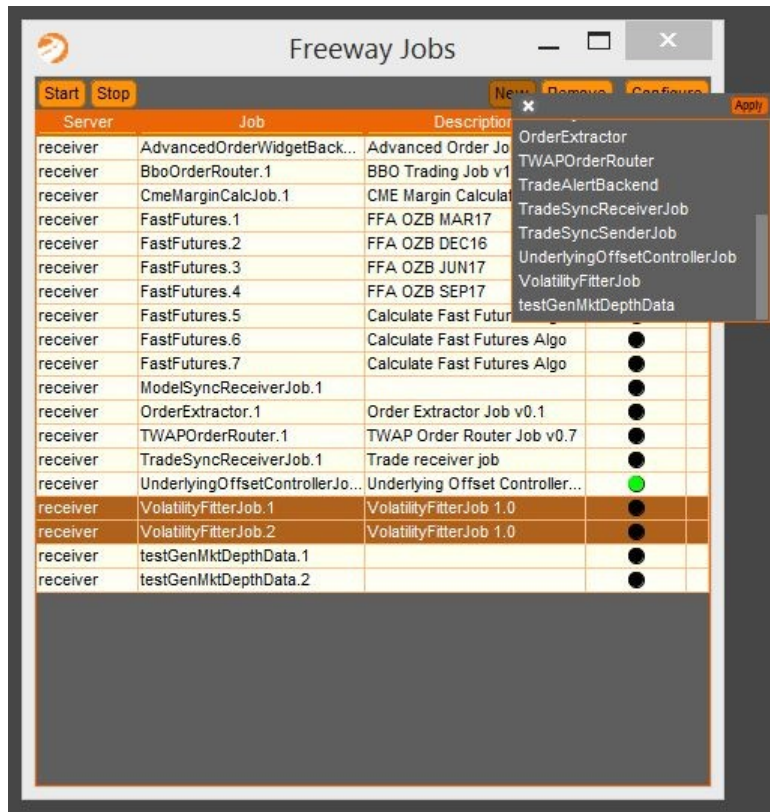 Freeway Jobs
Start Stop New Remove Configure
Apply
Server Job Description
receiver AdvancedOrderWidgetBack... Advanced Order Jo
receiver BboOrderRouter.1 BBO Trading Job v1
receiver CmeMarginCalcJob.1 CME Margin Calculat
receiver FastFutures.1 FFA OZB MAR17
receiver FastFutures.2 FFA OZB DEC16
receiver FastFutures.3 FFA OZB JUN17
receiver FastFutures.4 FFA OZB SEP17
receiver FastFutures.5 Calculate Fast Futur
receiver FastFutures.6 Calculate Fast Futures Algo
receiver FastFutures.7 Calculate Fast Futures Algo
receiver ModelSyncReceiverJob.1
receiver OrderExtractor.1 Order Extractor Job v0.1
receiver TWAPOrderRouter.1 TWAP Order Router Job v0.7
receiver TradeSyncReceiverJob.1 Trade receiver job
receiver UnderlyingOffsetControllerJo... Underlying Offset Controller...
receiver VolatilityFitterJob.1 VolatilityFitterJob 1.0
receiver VolatilityFitterJob.2 VolatilityFitterJob 1.0
receiver testGenMktDepthData.1
receiver testGenMktDepthData.2
OrderExtractor
TWAPOrderRouter
TradeAlertBackend
TradeSyncReceiverJob
TradeSyncSenderJob
UnderlyingOffsetControllerJob
VolatilityFitterJob
testGenMktDepthData